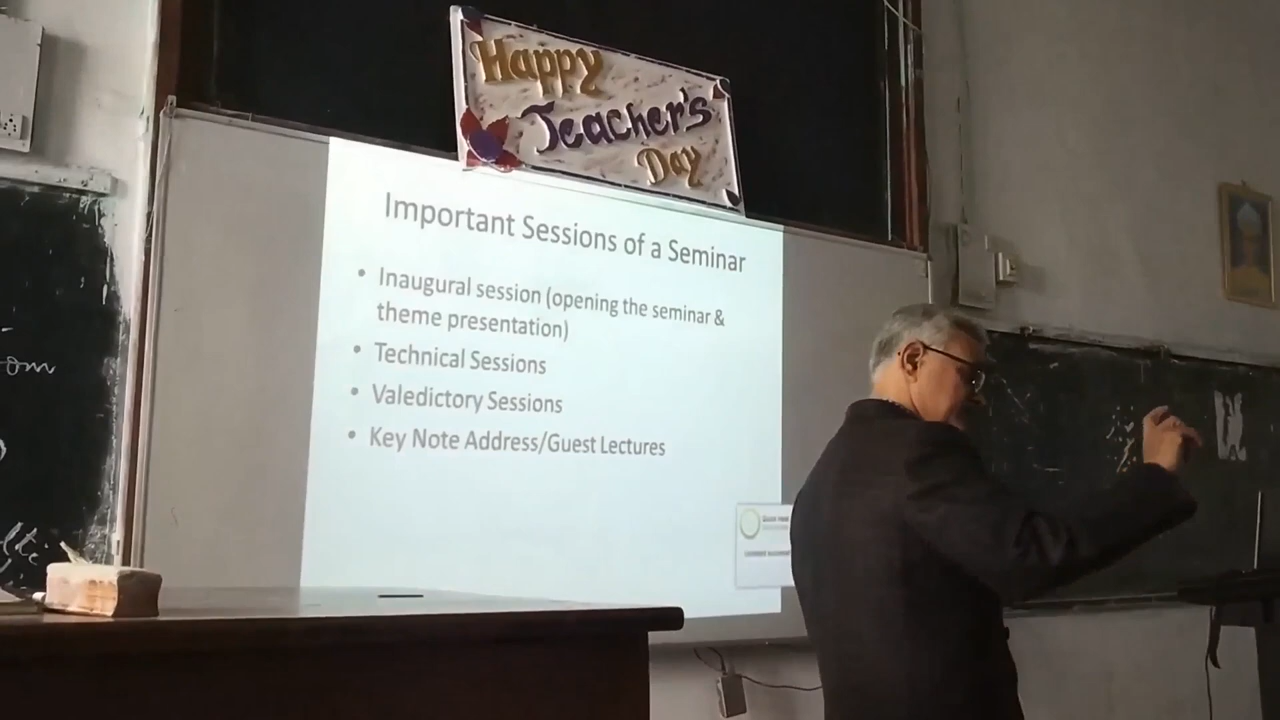 Happy
Teacher's
Day
Important Sessions of a Seminar
• Inaugural session (opening the seminar &
theme presentation)
• Technical Sessions
• Valedictory Sessions
• Key Note Address/Guest Lectures
om